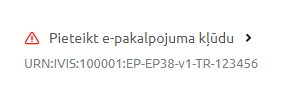 Pieteikt e-pakalpojuma kļūdu
URN:IVIS:100001:EP-EP38-v1-TR-123456